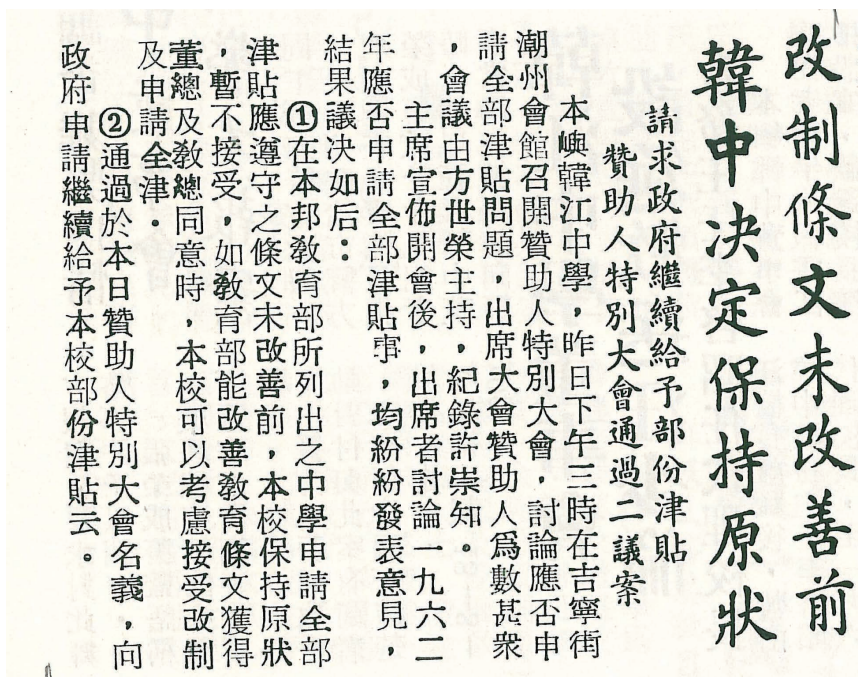 改制條文未改善前
韓中决定保持原狀
請求政府繼續給予部份津貼
贊助人特別大會通過二議案
本嶼韓江中學，昨日下午三時在吉寧街
潮州會館召開贊助人特別大會，討論應否申
請全部津貼問題，出席大會贊助人爲數甚衆
，會議由方世榮主持，紀錄許崇知。
主席宣佈開會後，出席者討論一九六二
年應否申請全部津貼事，均紛紛發表意見，
結果議决如后：
①在本邦教育部所列出之中學申請全部
津貼應遵守之條文未改善前，本校保持原狀
，暫不接受，如教育部能改善教育條文獲得
董總及教總同意時，本校可以考慮接受改制
及申請全津。
②通過於本日贊助人特別大會名義，向
政府申請繼續給予本校部份津貼云。